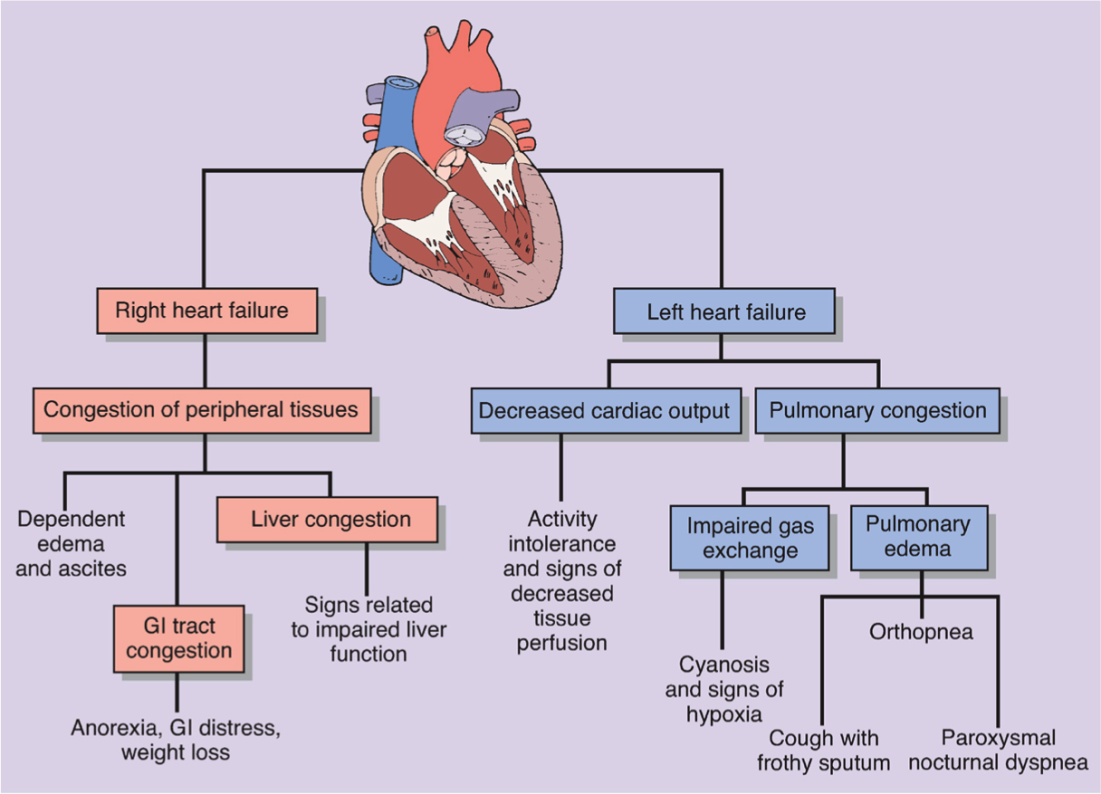 Right heart failure
Left heart failure
Congestion of peripheral tissues
Decreased cardiac output
Pulmonary congestion
Dependent
edema
and ascites
Liver congestion
Signs related
to impaired liver
function
GI tract
congestion
Anorexia, GI distress,
weight loss
Activity
intolerance
and signs of
decreased
tissue
perfusion
Impaired gas
exchange
Pulmonary
edema
Cyanosis
and signs of
hypoxia
Orthopnea
Cough with
frothy sputum
Paroxysmal
nocturnal dyspnea